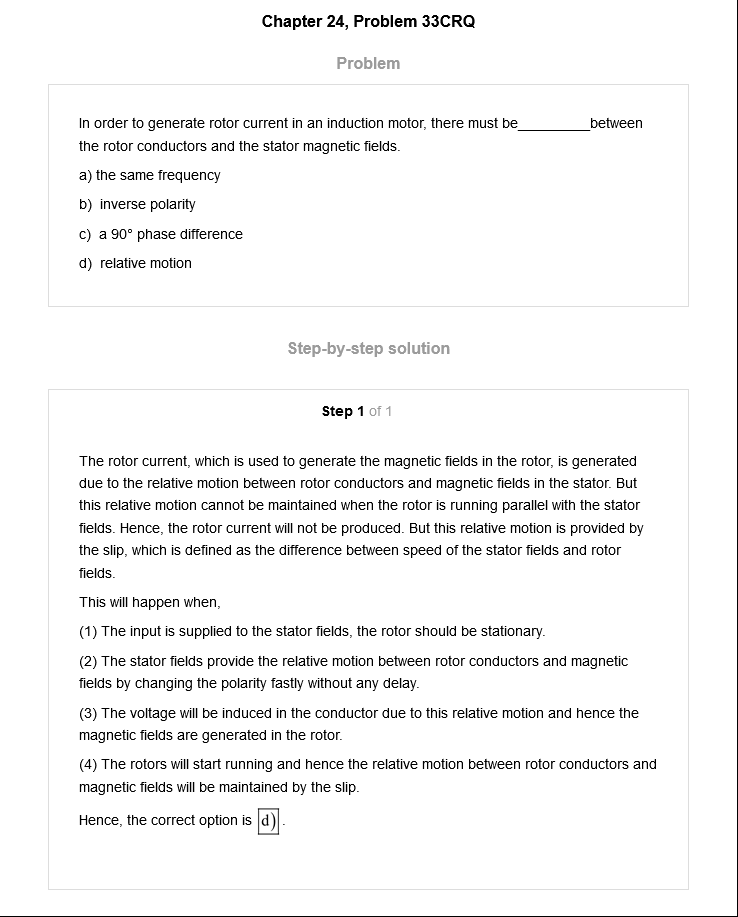 Chapter 24, Problem 33CRQ
Problem
In order to generate rotor current in an induction motor, there must be__________between
the rotor conductors and the stator magnetic fields.
a) the same frequency
b)  inverse polarity
c)  a 90° phase difference
d)  relative motion
Step-by-step solution
Step 1 of 1
The rotor current, which is used to generate the magnetic fields in the rotor, is generated
due to the relative motion between rotor conductors and magnetic fields in the stator. But
this relative motion cannot be maintained when the rotor is running parallel with the stator
fields. Hence, the rotor current will not be produced. But this relative motion is provided by
the slip, which is defined as the difference between speed of the stator fields and rotor
fields.
This will happen when,
(1) The input is supplied to the stator fields, the rotor should be stationary.
(2) The stator fields provide the relative motion between rotor conductors and magnetic
fields by changing the polarity fastly without any delay.
(3) The voltage will be induced in the conductor due to this relative motion and hence the
magnetic fields are generated in the rotor.
(4) The rotors will start running and hence the relative motion between rotor conductors and
magnetic fields will be maintained by the slip.
Hence, the correct option is d) .